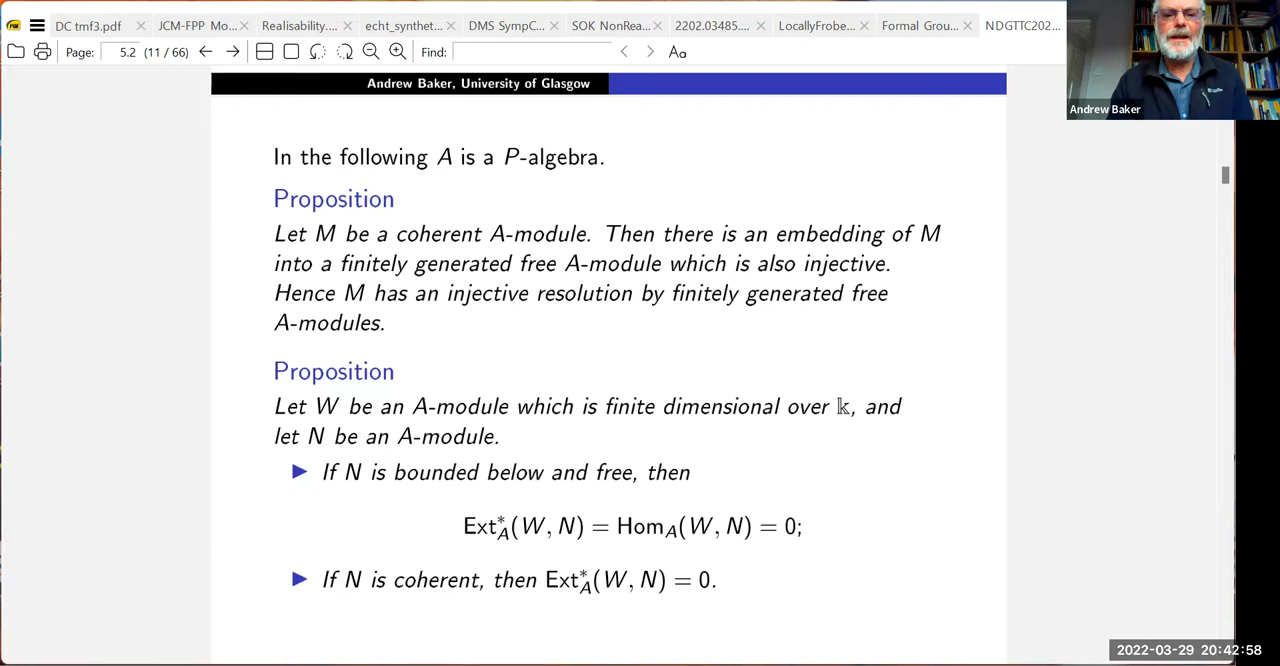 DC tmf3.pdf
JCM-FPP Mo...
Realisability....
echt_synthet...
DMS SympC...
SOK NonRea...
2202.03485....
LocallyFrobe...
Formal Grou...
NDGTTC202...
Page: 5.2 (11 / 66) Find: Aa
Andrew Baker, University of Glasgow
Andrew Baker
In the following A is a P-algebra.
Proposition
Let M be a coherent A-module. Then there is an embedding of M
into a finitely generated free A-module which is also injective.
Hence M has an injective resolution by finitely generated free
A-modules.
Proposition
Let W be an A-module which is finite dimensional over 𝕜, and
let N be an A-module.
▶ If N is bounded below and free, then
Ext*_A(W, N) = Hom_A(W, N) = 0;
▶ If N is coherent, then Ext*_A(W, N) = 0.
2022-03-29 20:42:58